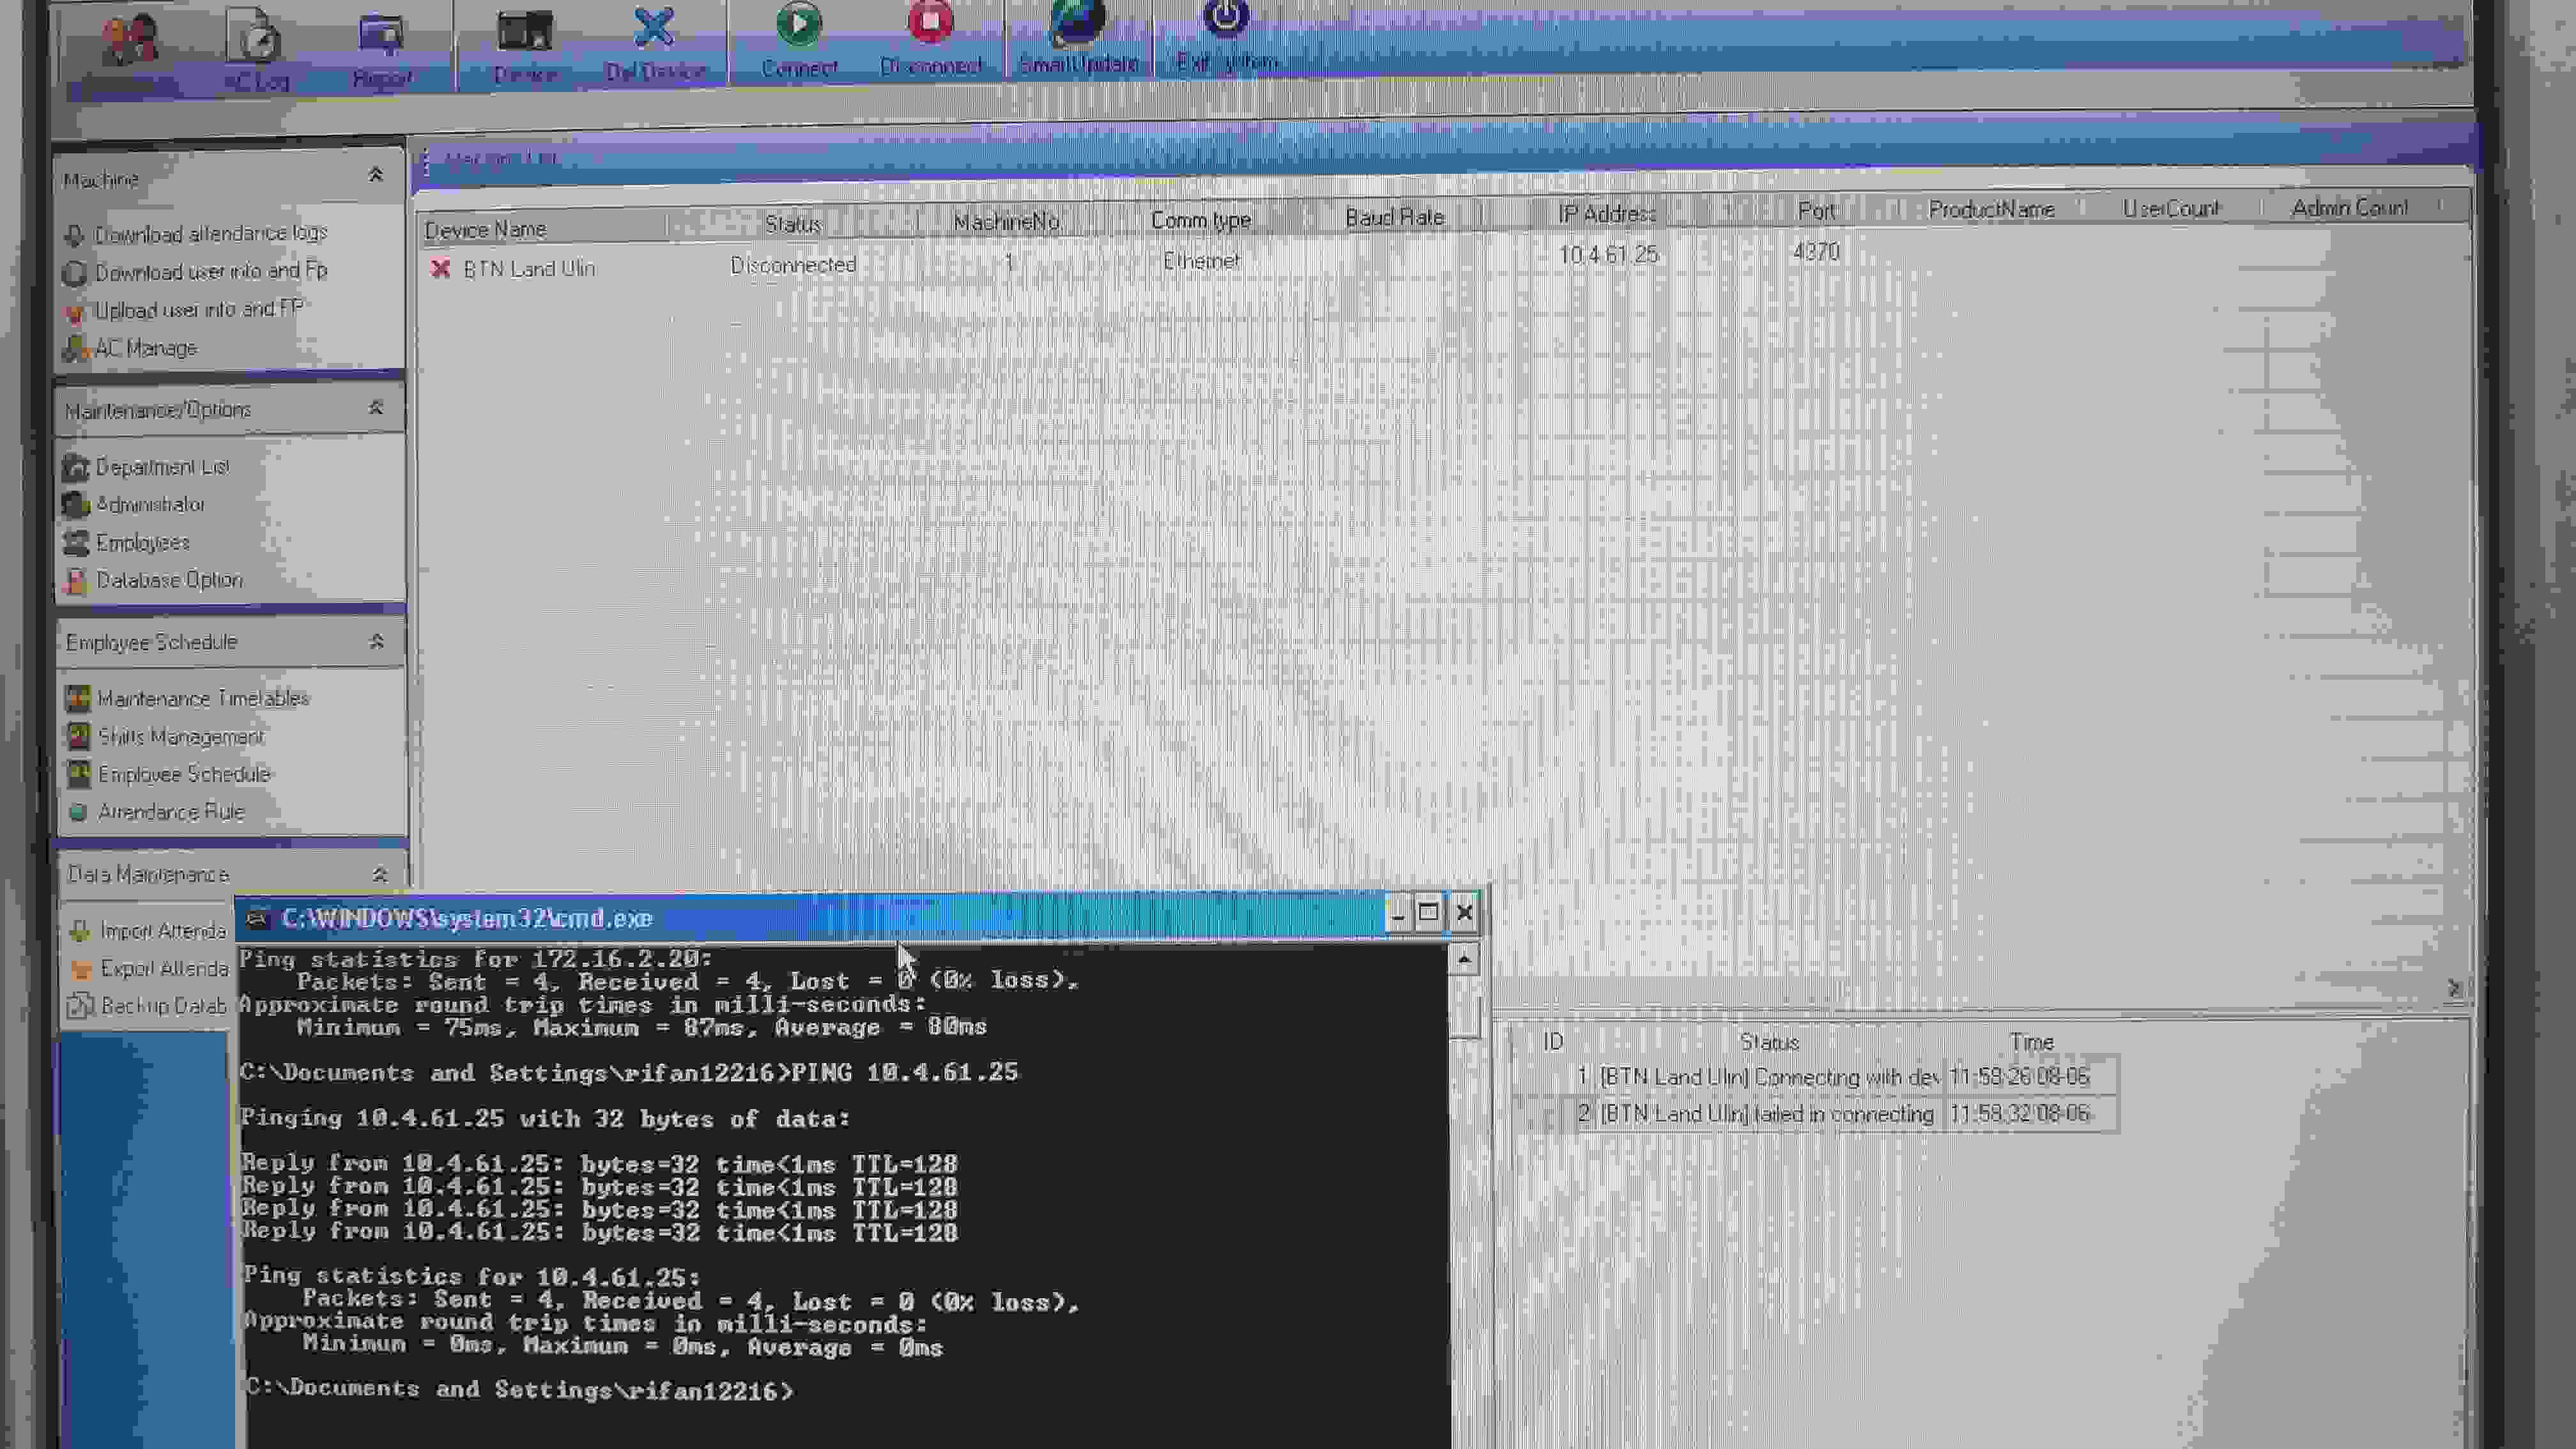 AC Log
Report
Device
Del Device
Connect
Disconnect
SmallUpdate
Exit System
Machine
Download attendance logs
Download user info and Fp
Upload user info and FP
AC Manage
Maintenance/Options
Department List
Administrator
Employees
Database Option
Employee Schedule
Maintenance Timetables
Shifts Management
Employee Schedule
Attendance Rule
Data Maintenance
Import Attenda
Export Attenda
Backup Datab
Device Name Status MachineNo. Comm type Baud Rate IP Address Port ProductName UserCount Admin Count
BTN Land Ulin Disconnected 1 Ethernet 10.4.61.25 4370
C:\WINDOWS\system32\cmd.exe
Ping statistics for 172.16.2.20:
Packets: Sent = 4, Received = 4, Lost = 0 (0% loss),
Approximate round trip times in milli-seconds:
Minimum = 75ms, Maximum = 87ms, Average = 80ms
C:\Documents and Settings\rifan12216>PING 10.4.61.25
Pinging 10.4.61.25 with 32 bytes of data:
Reply from 10.4.61.25: bytes=32 time<1ms TTL=128
Reply from 10.4.61.25: bytes=32 time<1ms TTL=128
Reply from 10.4.61.25: bytes=32 time<1ms TTL=128
Reply from 10.4.61.25: bytes=32 time<1ms TTL=128
Ping statistics for 10.4.61.25:
Packets: Sent = 4, Received = 4, Lost = 0 (0% loss),
Approximate round trip times in milli-seconds:
Minimum = 0ms, Maximum = 0ms, Average = 0ms
C:\Documents and Settings\rifan12216>
ID Status Time
1 [BTN Land Ulin] Connecting with dev 11:58:26 08-06
2 [BTN Land Ulin] failed in connecting 11:58:32 08-06